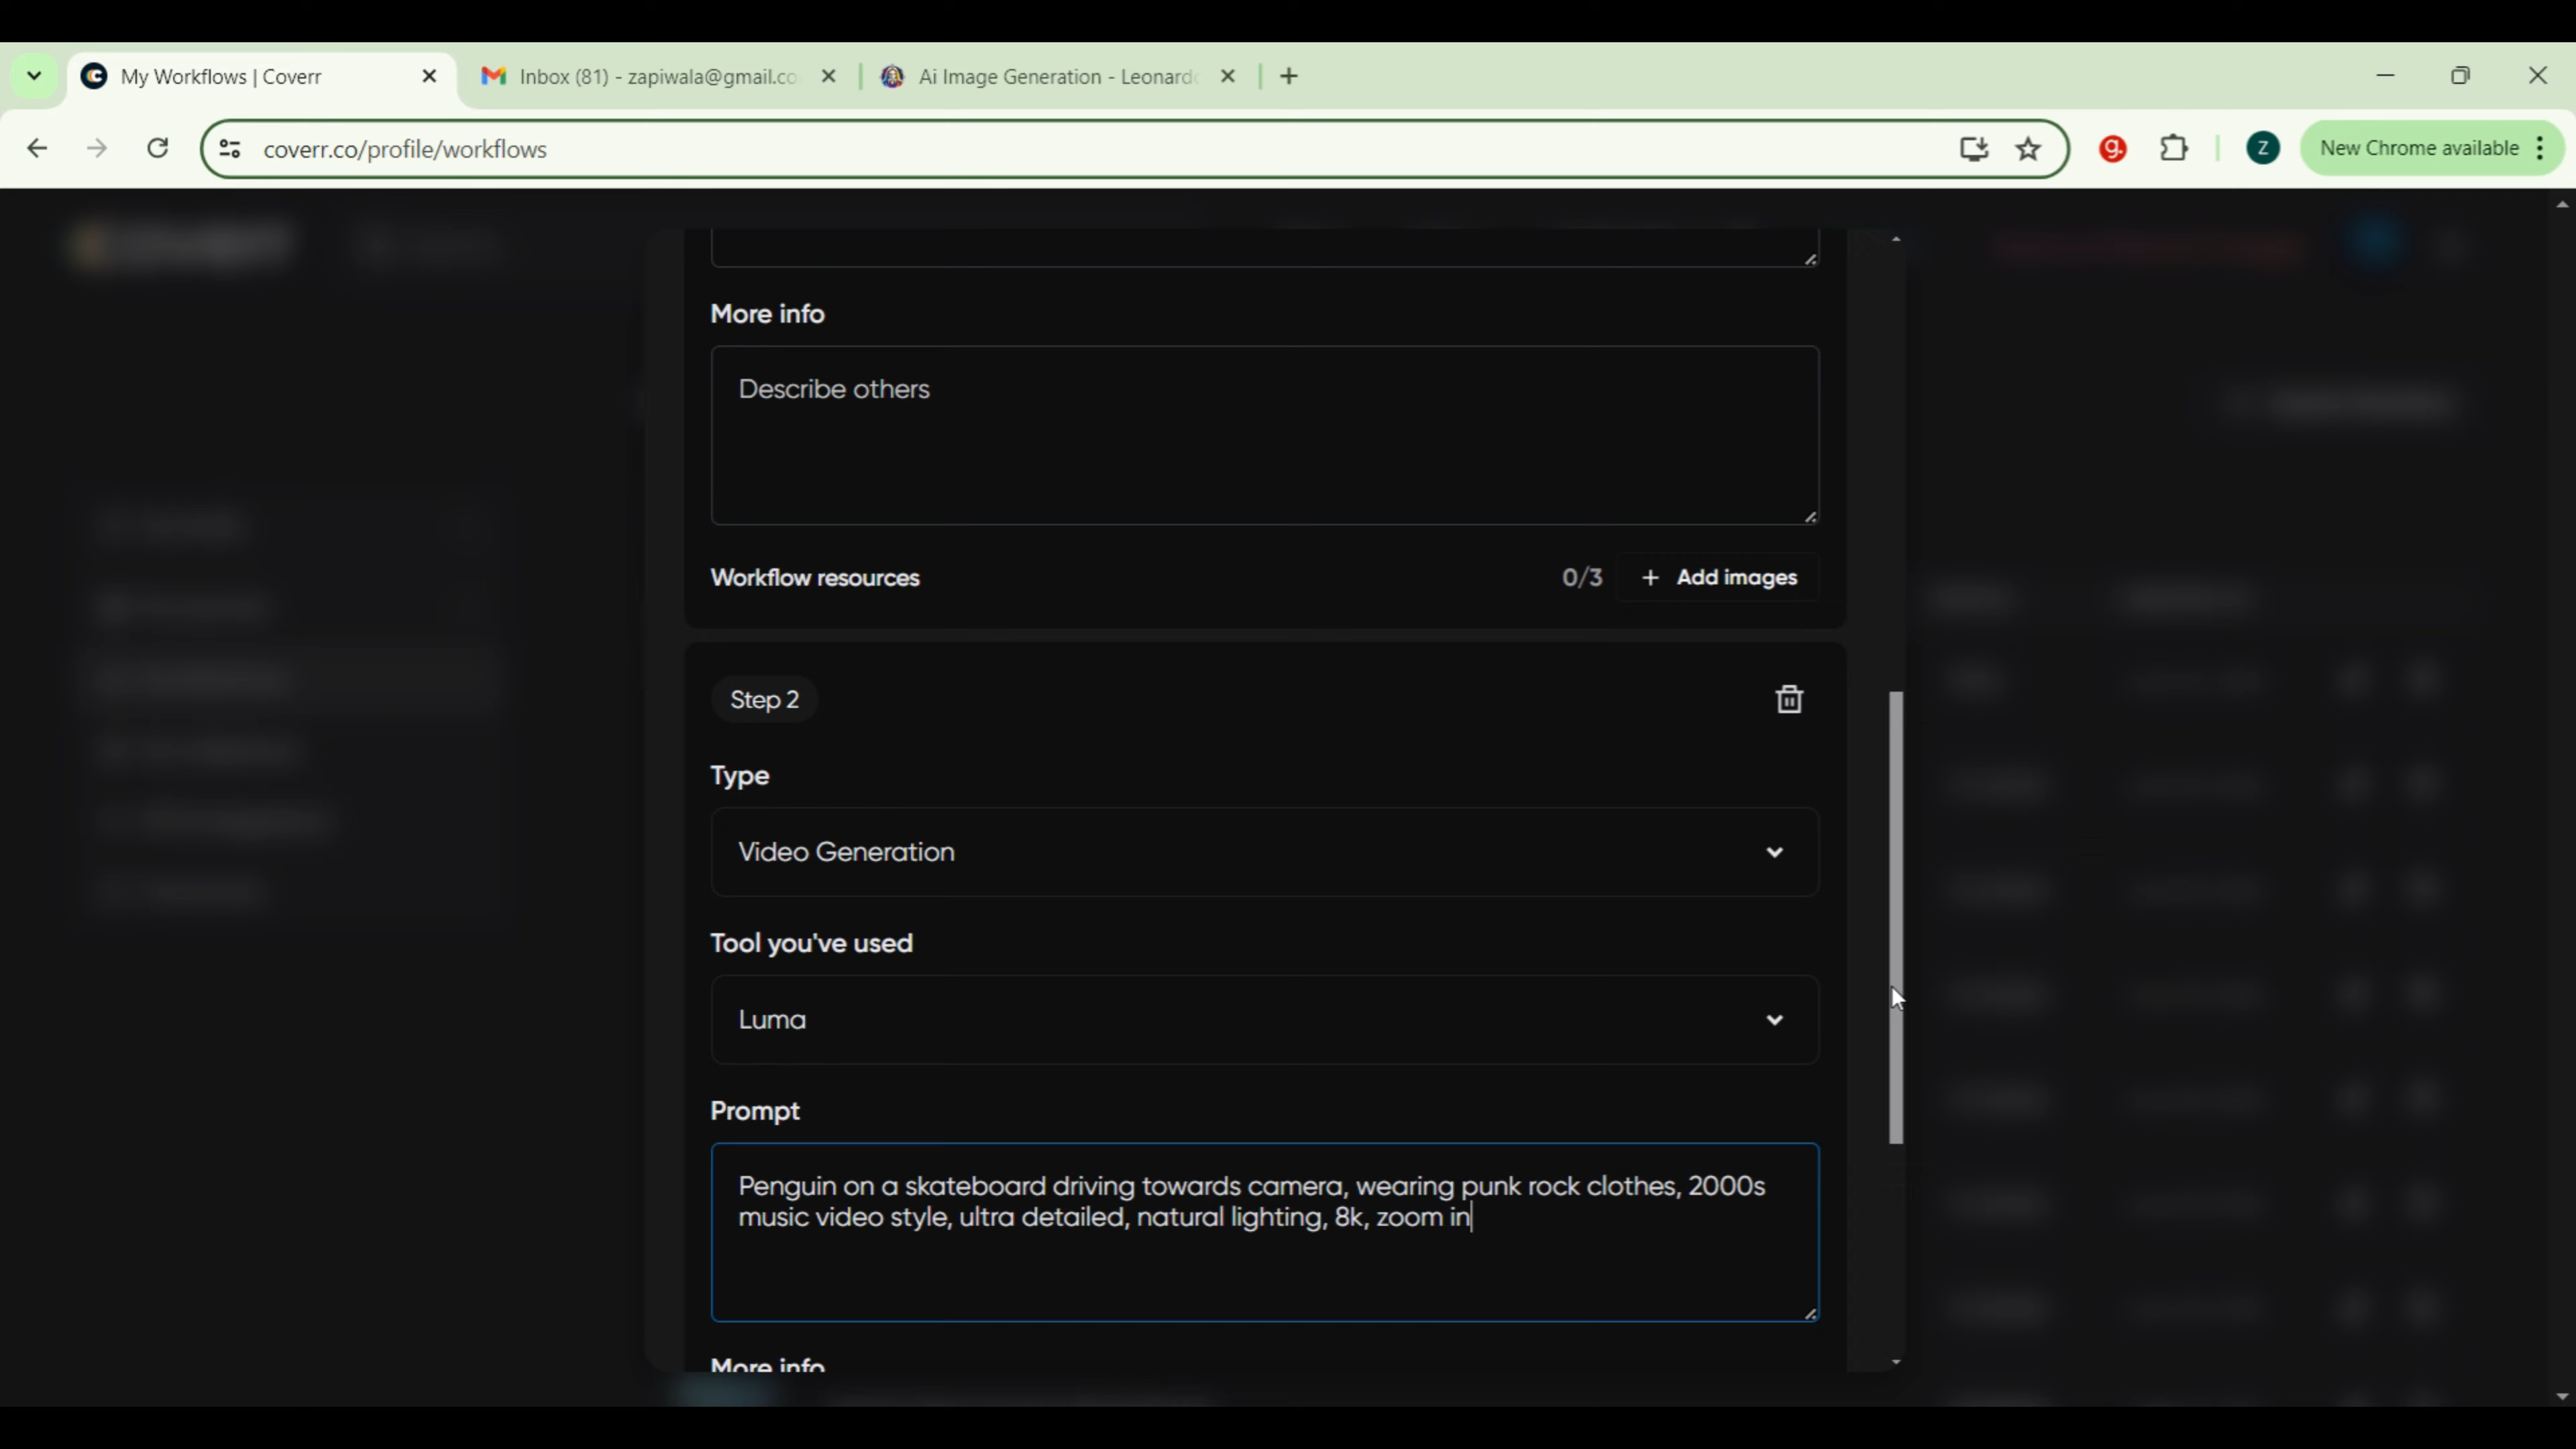 My Workflows | Coverr
Inbox (81) - zapiwala@gmail.co
Ai Image Generation - Leonard
coverr.co/profile/workflows
g.
Z
New Chrome available
More info
Describe others
Workflow resources
0/3
+ Add images
Step 2
Type
Video Generation
Tool you've used
Luma
Prompt
Penguin on a skateboard driving towards camera, wearing punk rock clothes, 2000s
music video style, ultra detailed, natural lighting, 8k, zoom in
More info